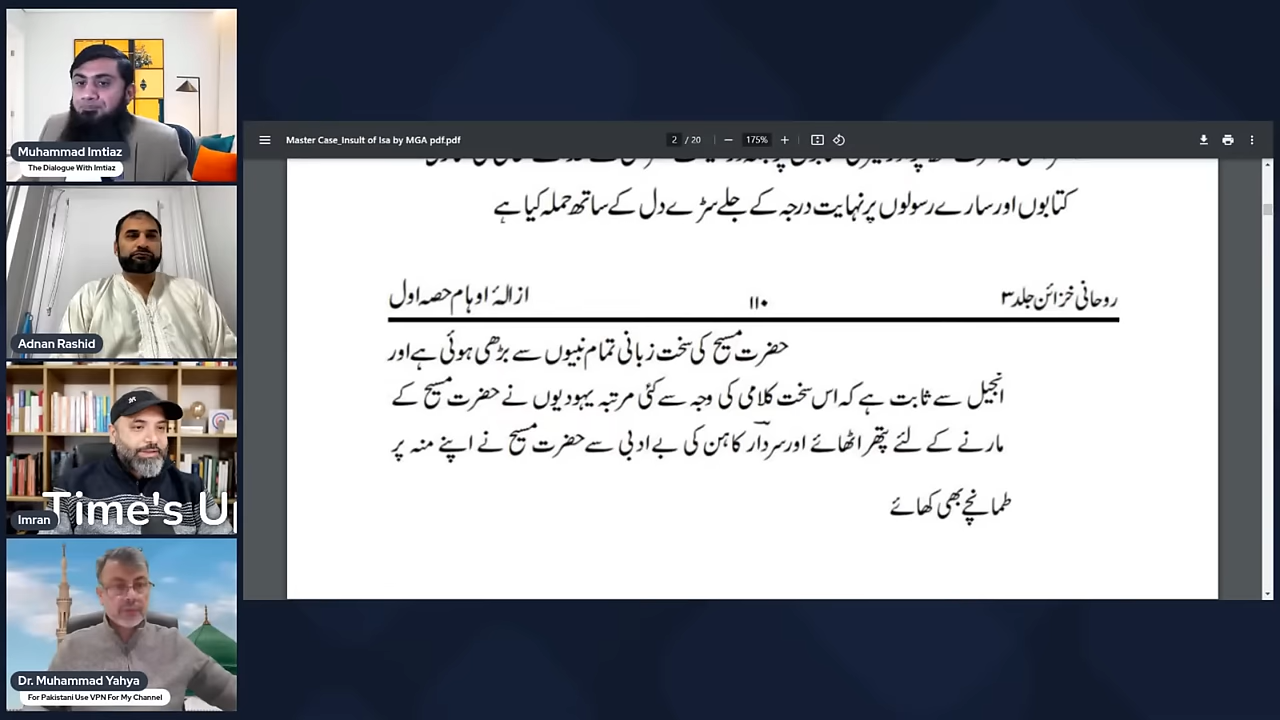 Muhammad Imtiaz
The Dialogue With Imtiaz
Adnan Rashid
Imran
Time's U
Dr. Muhammad Yahya
For Pakistani Use VPN For My Channel
Master Case_Insult of Isa by MGA pdf.pdf
2 / 20
175%
کتابوں اور سارے رسولوں پر نہایت درجہ کے جلے سڑے دل کے ساتھ حملہ کیا ہے
روحانی خزائن جلد ۳
۱۱۰
ازالۂ اوہام حصہ اول
حضرت مسیح کی سخت زبانی تمام نبیوں سے بڑھی ہوئی ہے اور
انجیل سے ثابت ہے کہ اس سخت کلامی کی وجہ سے کئی مرتبہ یہودیوں نے حضرت مسیح کے
مارنے کے لئے پتھر اٹھائے اور سردار کاہن کی بے ادبی سے حضرت مسیح نے اپنے منہ پر
طمانچے بھی کھائے